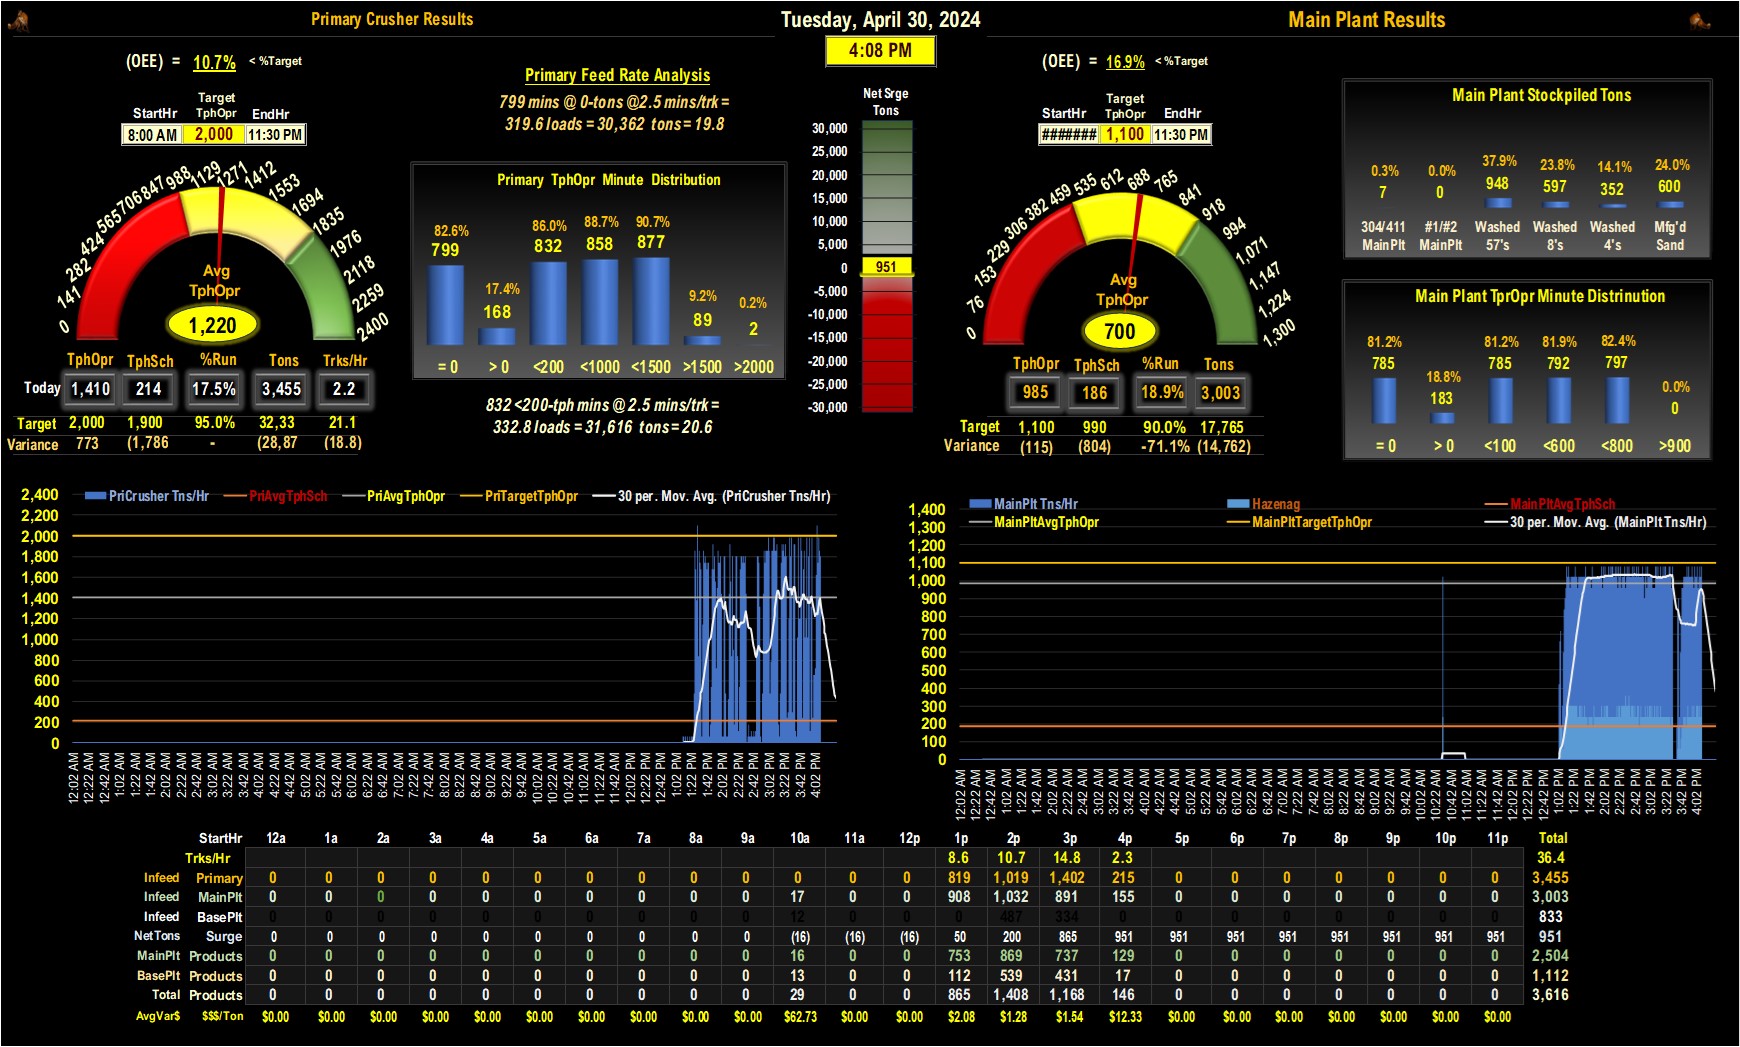 Primary Crusher Results
Tuesday, April 30, 2024
Main Plant Results
4:08 PM
(OEE) = 10.7% < %Target
Target
StartHr TphOpr EndHr
8:00 AM 2,000 11:30 PM
0 141 282 424 565 706 847 988 1129 1271 1412 1553 1694 1835 1976 2118 2259 2400
Avg
TphOpr
1,220
TphOpr TphSch %Run Tons Trks/Hr
Today 1,410 214 17.5% 3,455 2.2
Target 2,000 1,900 95.0% 32,33 21.1
Variance 773 (1,786 - (28,87 (18.8)
Primary Feed Rate Analysis
799 mins @ 0-tons @2.5 mins/trk =
319.6 loads = 30,362 tons = 19.8
Primary TphOpr Minute Distribution
82.6% 17.4% 86.0% 88.7% 90.7% 9.2% 0.2%
799 168 832 858 877 89 2
= 0 > 0 <200 <1000 <1500 >1500 >2000
832 <200-tph mins @ 2.5 mins/trk =
332.8 loads = 31,616 tons = 20.6
Net Srge
Tons
30,000
25,000
20,000
15,000
10,000
5,000
0
951
-5,000
-10,000
-15,000
-20,000
-25,000
-30,000
(OEE) = 16.9% < %Target
Target
StartHr TphOpr EndHr
####### 1,100 11:30 PM
0 76 153 229 306 382 459 535 612 688 765 841 918 994 1,071 1,147 1,224 1,300
Avg
TphOpr
700
TphOpr TphSch %Run Tons
985 186 18.9% 3,003
Target 1,100 990 90.0% 17,765
Variance (115) (804) -71.1% (14,762)
Main Plant Stockpiled Tons
0.3% 0.0% 37.9% 23.8% 14.1% 24.0%
7 0 948 597 352 600
304/411 #1/#2 Washed Washed Washed Mfg'd
MainPlt MainPlt 57's 8's 4's Sand
Main Plant TprOpr Minute Distrinution
81.2% 18.8% 81.2% 81.9% 82.4% 0.0%
785 183 785 792 797 0
= 0 > 0 <100 <600 <800 >900
PriCrusher Tns/Hr PriAvgTphSch PriAvgTphOpr PriTargetTphOpr 30 per. Mov. Avg. (PriCrusher Tns/Hr)
2,400
2,200
2,000
1,800
1,600
1,400
1,200
1,000
800
600
400
200
0
12:02 AM 12:22 AM 12:42 AM 1:02 AM 1:22 AM 1:42 AM 2:02 AM 2:22 AM 2:42 AM 3:02 AM 3:22 AM 3:42 AM 4:02 AM 4:22 AM 4:42 AM 5:02 AM 5:22 AM 5:42 AM 6:02 AM 6:22 AM 6:42 AM 7:02 AM 7:22 AM 7:42 AM 8:02 AM 8:22 AM 8:42 AM 9:02 AM 9:22 AM 9:42 AM 10:02 AM 10:22 AM 10:42 AM 11:02 AM 11:22 AM 11:42 AM 12:02 PM 12:22 PM 12:42 PM 1:02 PM 1:22 PM 1:42 PM 2:02 PM 2:22 PM 2:42 PM 3:02 PM 3:22 PM 3:42 PM 4:02 PM
MainPlt Tns/Hr Hazenag MainPltAvgTphSch
MainPltAvgTphOpr MainPltTargetTphOpr 30 per. Mov. Avg. (MainPlt Tns/Hr)
1,400
1,300
1,200
1,100
1,000
900
800
700
600
500
400
300
200
100
0
12:02 AM 12:22 AM 12:42 AM 1:02 AM 1:22 AM 1:42 AM 2:02 AM 2:22 AM 2:42 AM 3:02 AM 3:22 AM 3:42 AM 4:02 AM 4:22 AM 4:42 AM 5:02 AM 5:22 AM 5:42 AM 6:02 AM 6:22 AM 6:42 AM 7:02 AM 7:22 AM 7:42 AM 8:02 AM 8:22 AM 8:42 AM 9:02 AM 9:22 AM 9:42 AM 10:02 AM 10:22 AM 10:42 AM 11:02 AM 11:22 AM 11:42 AM 12:02 PM 12:22 PM 12:42 PM 1:02 PM 1:22 PM 1:42 PM 2:02 PM 2:22 PM 2:42 PM 3:02 PM 3:22 PM 3:42 PM 4:02 PM
StartHr 12a 1a 2a 3a 4a 5a 6a 7a 8a 9a 10a 11a 12p 1p 2p 3p 4p 5p 6p 7p 8p 9p 10p 11p Total
Trks/Hr 8.6 10.7 14.8 2.3 36.4
Infeed Primary 0 0 0 0 0 0 0 0 0 0 0 0 0 819 1,019 1,402 215 0 0 0 0 0 0 0 3,455
Infeed MainPlt 0 0 0 0 0 0 0 0 0 0 17 0 0 908 1,032 891 155 0 0 0 0 0 0 0 3,003
Infeed BasePlt 0 0 0 0 0 0 0 0 0 0 12 0 0 0 487 334 0 0 0 0 0 0 0 0 833
NetTons Surge 0 0 0 0 0 0 0 0 0 0 (16) (16) (16) 50 200 865 951 951 951 951 951 951 951 951 951
MainPlt Products 0 0 0 0 0 0 0 0 0 0 16 0 0 753 869 737 129 0 0 0 0 0 0 0 2,504
BasePlt Products 0 0 0 0 0 0 0 0 0 0 13 0 0 112 539 431 17 0 0 0 0 0 0 0 1,112
Total Products 0 0 0 0 0 0 0 0 0 0 29 0 0 865 1,408 1,168 146 0 0 0 0 0 0 0 3,616
AvgVar$ $$$/Ton $0.00 $0.00 $0.00 $0.00 $0.00 $0.00 $0.00 $0.00 $0.00 $0.00 $62.73 $0.00 $0.00 $2.08 $1.28 $1.54 $12.33 $0.00 $0.00 $0.00 $0.00 $0.00 $0.00 $0.00